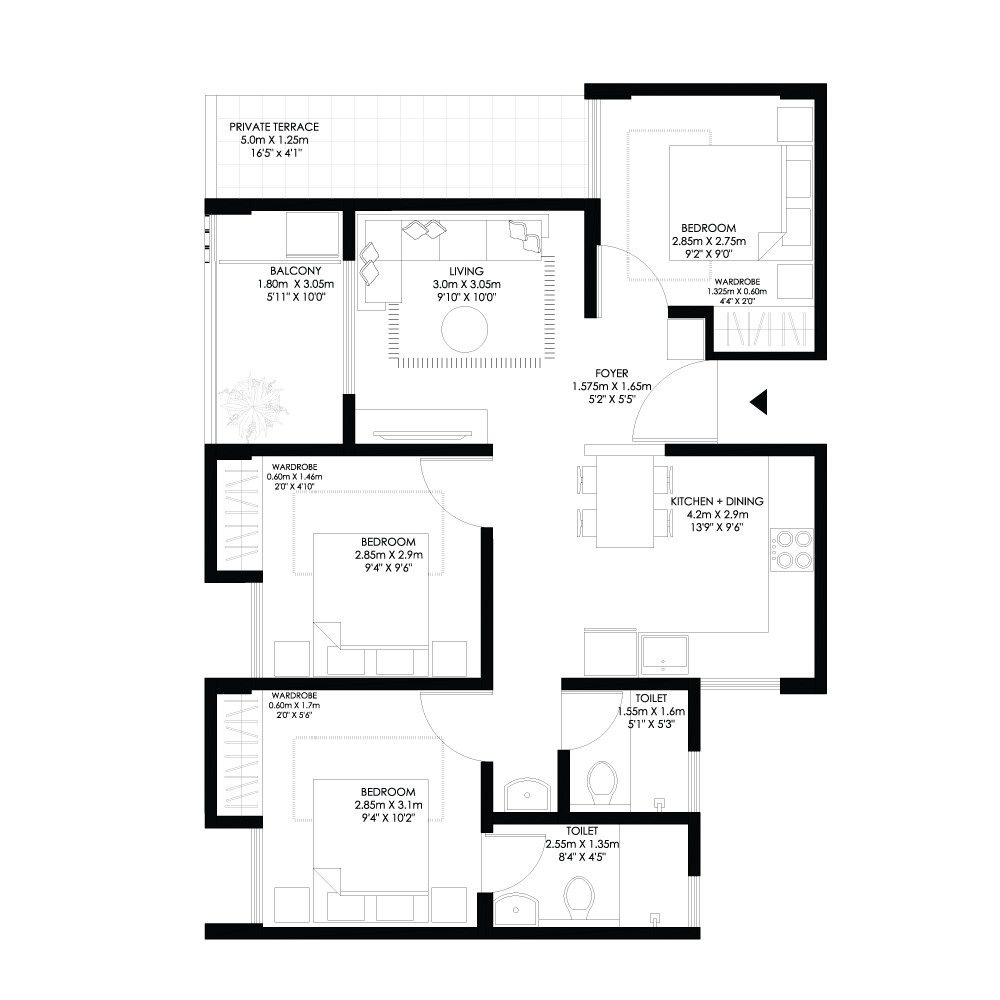 PRIVATE TERRACE
5.0m X 1.25m
16'5" x 4'1"
BEDROOM
2.85m X 2.75m
9'2" X 9'0"
WARDROBE
1.325m X 0.60m
4'4" X 2'0"
BALCONY
1.80m X 3.05m
5'11" X 10'0"
LIVING
3.0m X 3.05m
9'10" X 10'0"
FOYER
1.575m X 1.65m
5'2" X 5'5"
WARDROBE
0.60m X 1.46m
2'0" X 4'10"
BEDROOM
2.85m X 2.9m
9'4" X 9'6"
KITCHEN + DINING
4.2m X 2.9m
13'9" X 9'6"
WARDROBE
0.60m X 1.7m
2'0" X 5'6"
TOILET
1.55m X 1.6m
5'1" X 5'3"
BEDROOM
2.85m X 3.1m
9'4" X 10'2"
TOILET
2.55m X 1.35m
8'4" X 4'5"